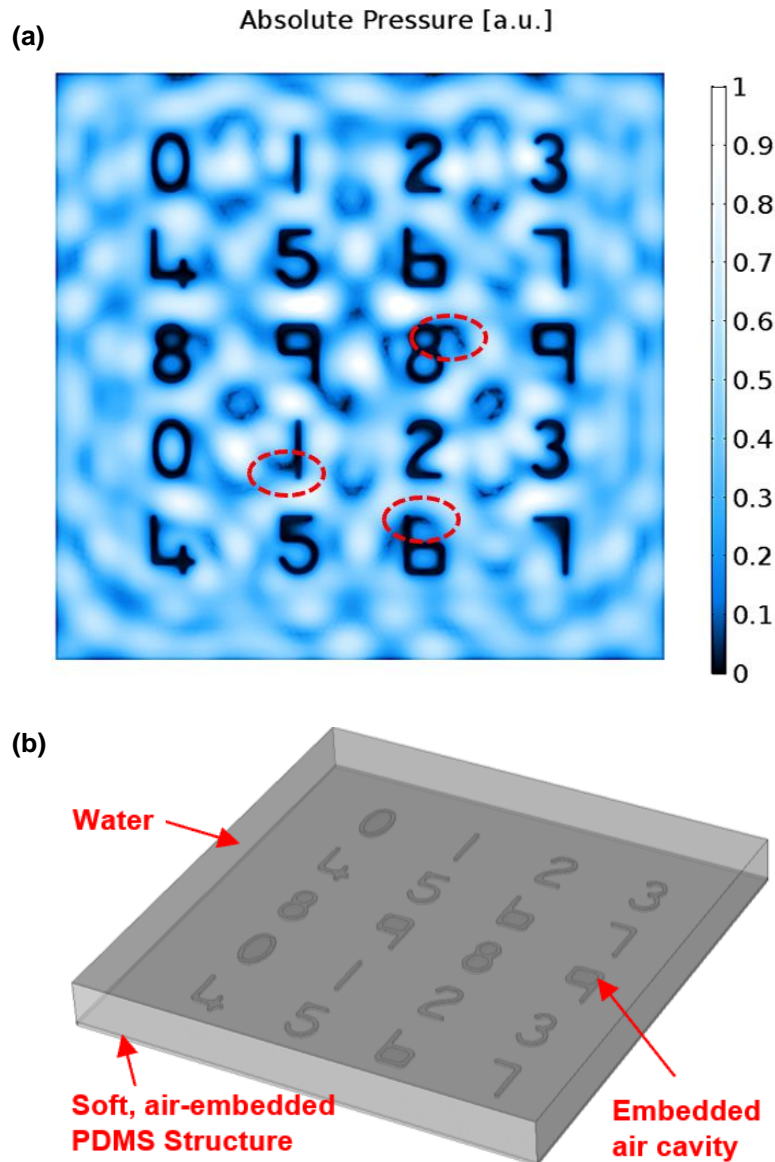 Absolute Pressure [a.u.]
(a)
1
0.9
0.8
0.7
0.6
0.5
0.4
0.3
0.2
0.1
0
0 1 2 3
4 5 6 7
8 9 8 9
0 1 2 3
4 5 6 7
(b)
Water
0 1 2 3
4 5 6 7
8 9 8 9
0 1 2 3
4 5 6 7
Soft, air-embedded
PDMS Structure
Embedded
air cavity